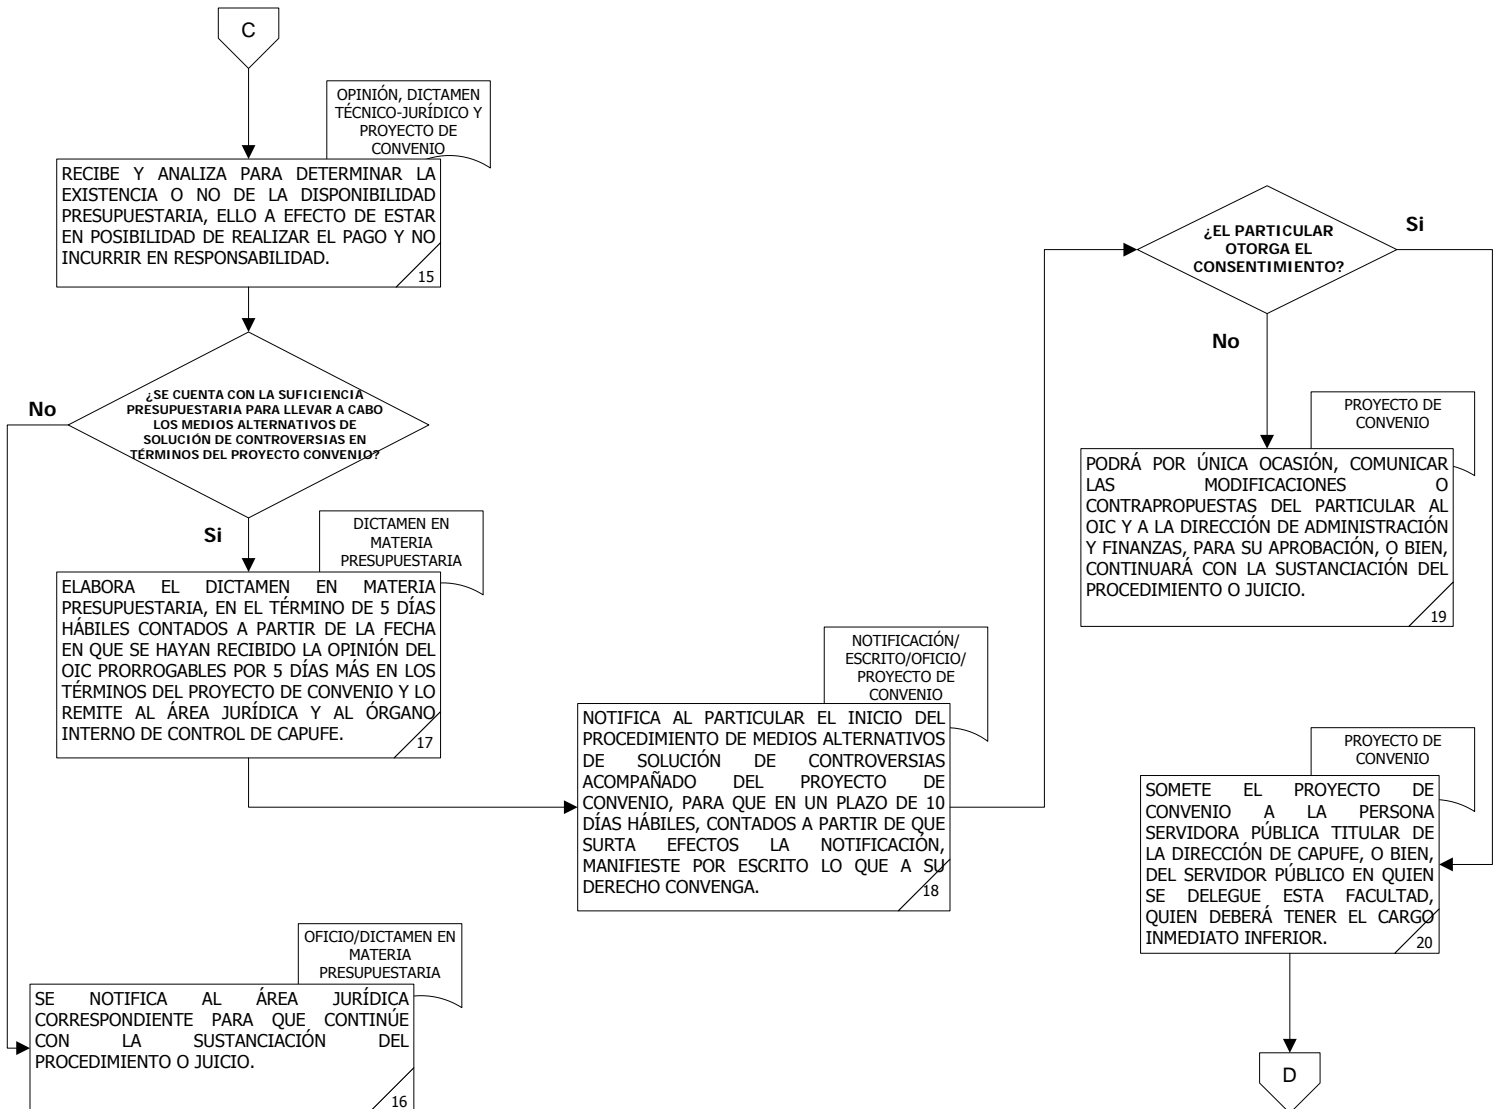 C
OPINIÓN, DICTAMEN
TÉCNICO-JURÍDICO Y
PROYECTO DE
CONVENIO
RECIBE Y ANALIZA PARA DETERMINAR LA
EXISTENCIA O NO DE LA DISPONIBILIDAD
PRESUPUESTARIA, ELLO A EFECTO DE ESTAR
EN POSIBILIDAD DE REALIZAR EL PAGO Y NO
INCURRIR EN RESPONSABILIDAD.
15
¿SE CUENTA CON LA SUFICIENCIA
PRESUPUESTARIA PARA LLEVAR A CABO
LOS MEDIOS ALTERNATIVOS DE
SOLUCIÓN DE CONTROVERSIAS EN
TÉRMINOS DEL PROYECTO CONVENIO?
No
Si
DICTAMEN EN
MATERIA
PRESUPUESTARIA
ELABORA EL DICTAMEN EN MATERIA
PRESUPUESTARIA, EN EL TÉRMINO DE 5 DÍAS
HÁBILES CONTADOS A PARTIR DE LA FECHA
EN QUE SE HAYAN RECIBIDO LA OPINIÓN DEL
OIC PRORROGABLES POR 5 DÍAS MÁS EN LOS
TÉRMINOS DEL PROYECTO DE CONVENIO Y LO
REMITE AL ÁREA JURÍDICA Y AL ÓRGANO
INTERNO DE CONTROL DE CAPUFE.
17
OFICIO/DICTAMEN EN
MATERIA
PRESUPUESTARIA
SE NOTIFICA AL ÁREA JURÍDICA
CORRESPONDIENTE PARA QUE CONTINÚE
CON LA SUSTANCIACIÓN DEL
PROCEDIMIENTO O JUICIO.
16
NOTIFICACIÓN/
ESCRITO/OFICIO/
PROYECTO DE
CONVENIO
NOTIFICA AL PARTICULAR EL INICIO DEL
PROCEDIMIENTO DE MEDIOS ALTERNATIVOS
DE SOLUCIÓN DE CONTROVERSIAS
ACOMPAÑADO DEL PROYECTO DE
CONVENIO, PARA QUE EN UN PLAZO DE 10
DÍAS HÁBILES, CONTADOS A PARTIR DE QUE
SURTA EFECTOS LA NOTIFICACIÓN,
MANIFIESTE POR ESCRITO LO QUE A SU
DERECHO CONVENGA.
18
¿EL PARTICULAR
OTORGA EL
CONSENTIMIENTO?
Si
No
PROYECTO DE
CONVENIO
PODRÁ POR ÚNICA OCASIÓN, COMUNICAR
LAS MODIFICACIONES O
CONTRAPROPUESTAS DEL PARTICULAR AL
OIC Y A LA DIRECCIÓN DE ADMINISTRACIÓN
Y FINANZAS, PARA SU APROBACIÓN, O BIEN,
CONTINUARÁ CON LA SUSTANCIACIÓN DEL
PROCEDIMIENTO O JUICIO.
19
PROYECTO DE
CONVENIO
SOMETE EL PROYECTO DE
CONVENIO A LA PERSONA
SERVIDORA PÚBLICA TITULAR DE
LA DIRECCIÓN DE CAPUFE, O BIEN,
DEL SERVIDOR PÚBLICO EN QUIEN
SE DELEGUE ESTA FACULTAD,
QUIEN DEBERÁ TENER EL CARGO
INMEDIATO INFERIOR.
20
D